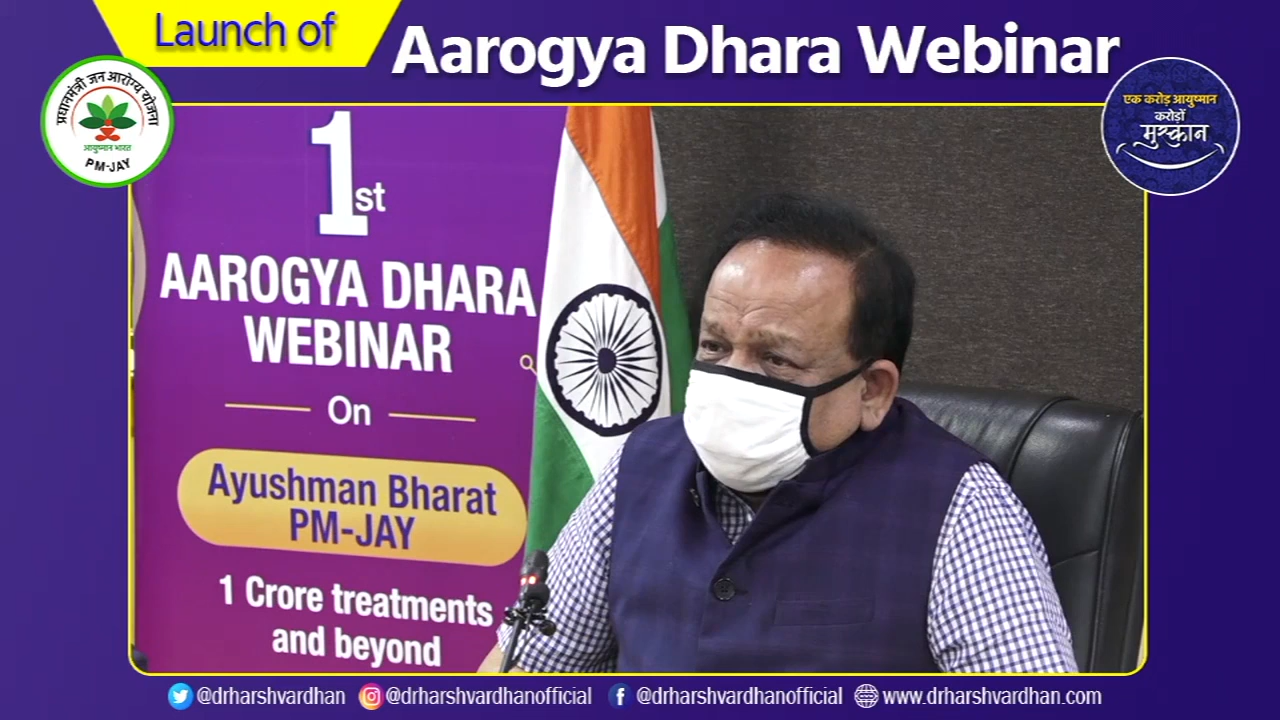 Launch of
Aarogya Dhara Webinar
प्रधानमंत्री जन आरोग्य योजना
आयुष्मान भारत
PM-JAY
एक करोड़ आयुष्मान
करोड़ों
मुस्कान
1st
AAROGYA DHARA
WEBINAR
On
Ayushman Bharat
PM-JAY
1 Crore treatments
and beyond
@drharshvardhan @drharshvardhanofficial @drharshvardhanofficial www.drharshvardhan.com